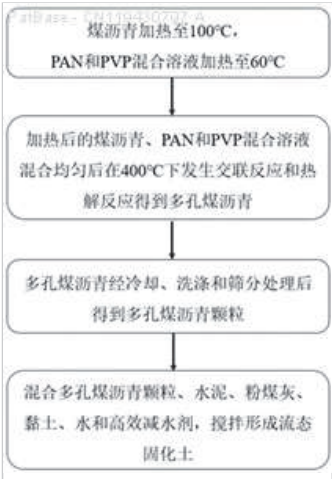 PatBase - CN119430797 A
煤沥青加热至100℃，
PAN和PVP混合溶液加热至60℃
加热后的煤沥青、PAN和PVP混合溶液
混合均匀后在400℃下发生交联反应和热
解反应得到多孔煤沥青
多孔煤沥青经冷却、洗涤和筛分处理后
得到多孔煤沥青颗粒
混合多孔煤沥青颗粒、水泥、粉煤灰、
黏土、水和高效减水剂，搅拌形成流态
固化土